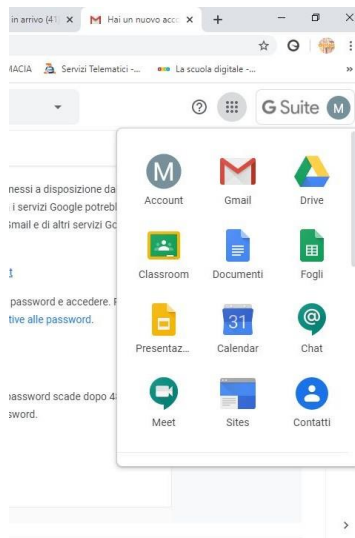 in arrivo (41
Hai un nuovo acco
MACIA Servizi Telematici -... La scuola digitale -...
G Suite M
M
Account Gmail Drive
Classroom Documenti Fogli
31
Presentaz... Calendar Chat
Meet Sites Contatti
messi a disposizione da
i servizi Google potrebl
Gmail e di altri servizi Go
password e accedere.
tive alle password.
password scade dopo 4
sword.